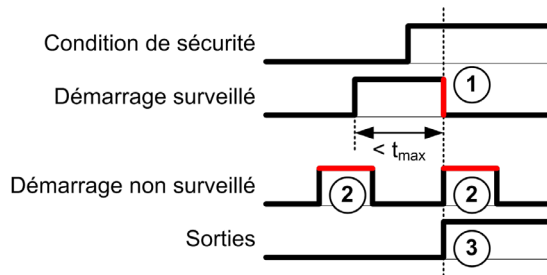 Condition de sécurité
Démarrage surveillé
1
< tmax
Démarrage non surveillé
2
2
Sorties
3